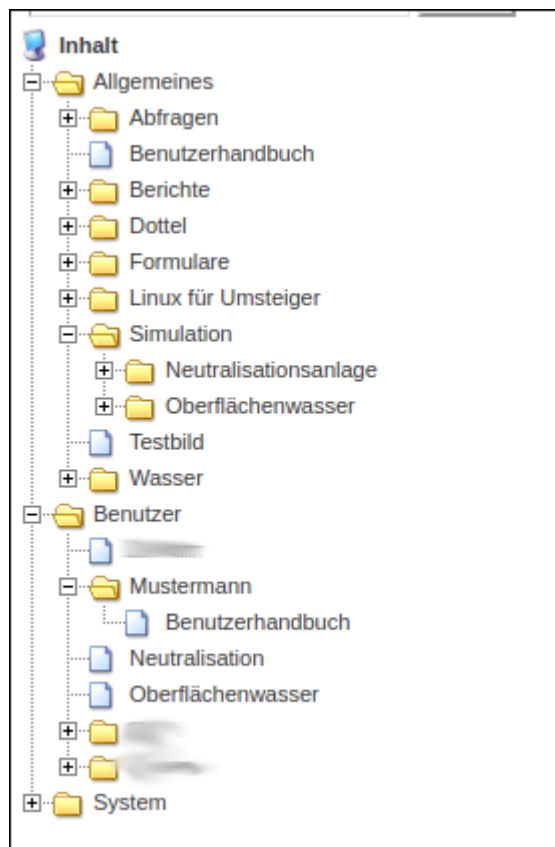 Inhalt
Allgemeines
Abfragen
Benutzerhandbuch
Berichte
Dottel
Formulare
Linux für Umsteiger
Simulation
Neutralisationsanlage
Oberflächenwasser
Testbild
Wasser
Benutzer
Mustermann
Benutzerhandbuch
Neutralisation
Oberflächenwasser
System